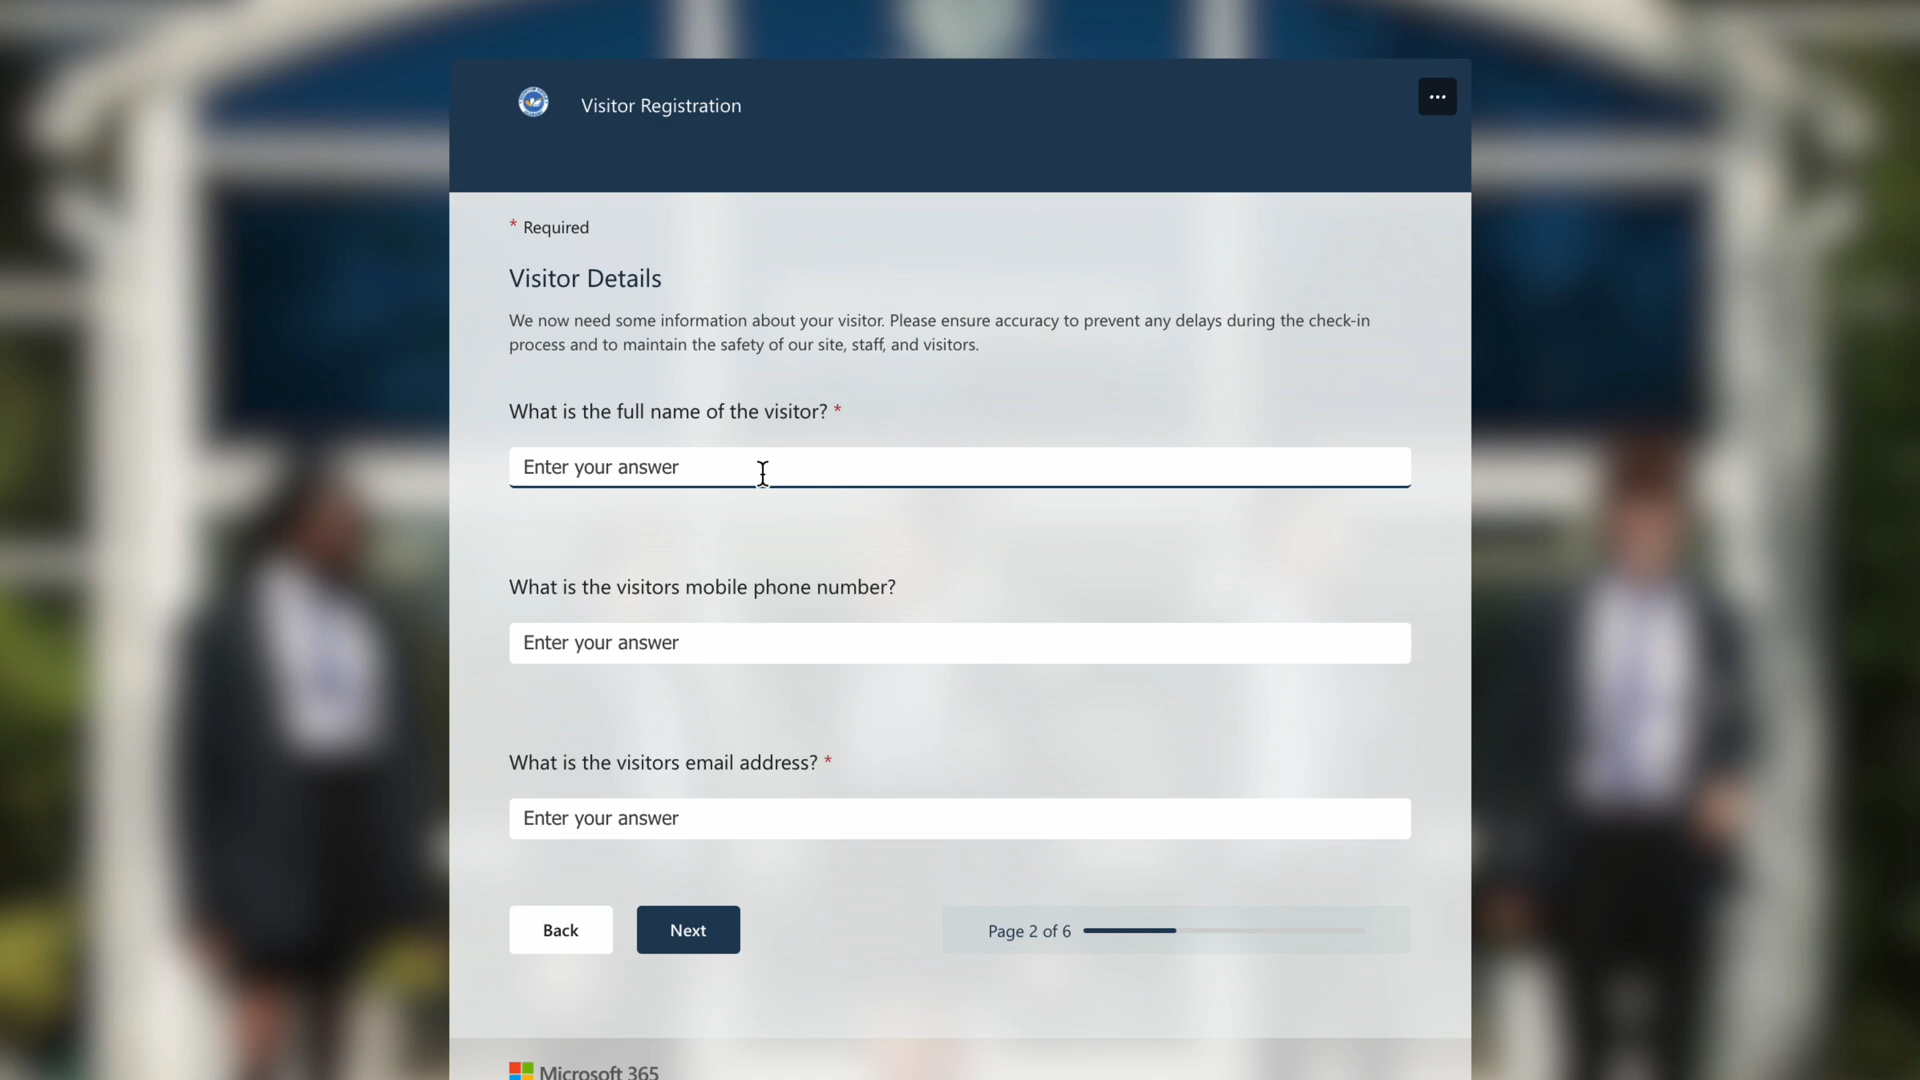 Visitor Registration
...
* Required
Visitor Details
We now need some information about your visitor. Please ensure accuracy to prevent any delays during the check-in
process and to maintain the safety of our site, staff, and visitors.
What is the full name of the visitor? *
Enter your answer
What is the visitors mobile phone number?
Enter your answer
What is the visitors email address? *
Enter your answer
Back
Next
Page 2 of 6
Microsoft 365